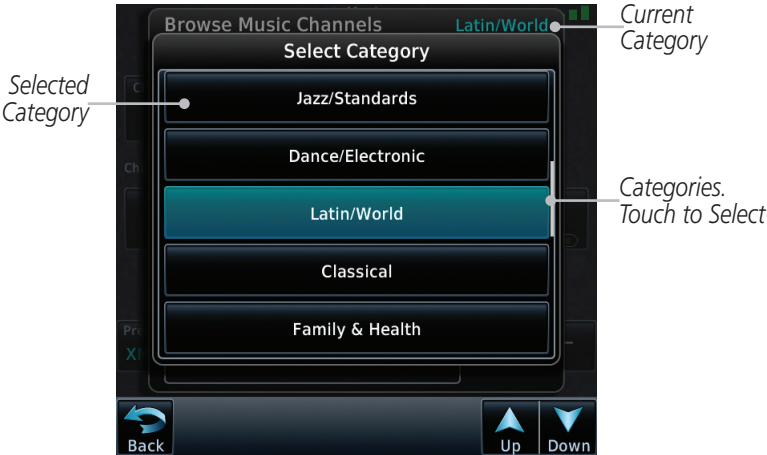 Browse Music Channels Latin/World
Current
Category
Select Category
Selected
Category
Jazz/Standards
Dance/Electronic
Latin/World
Categories.
Touch to Select
Classical
Family & Health
Back
Up
Down